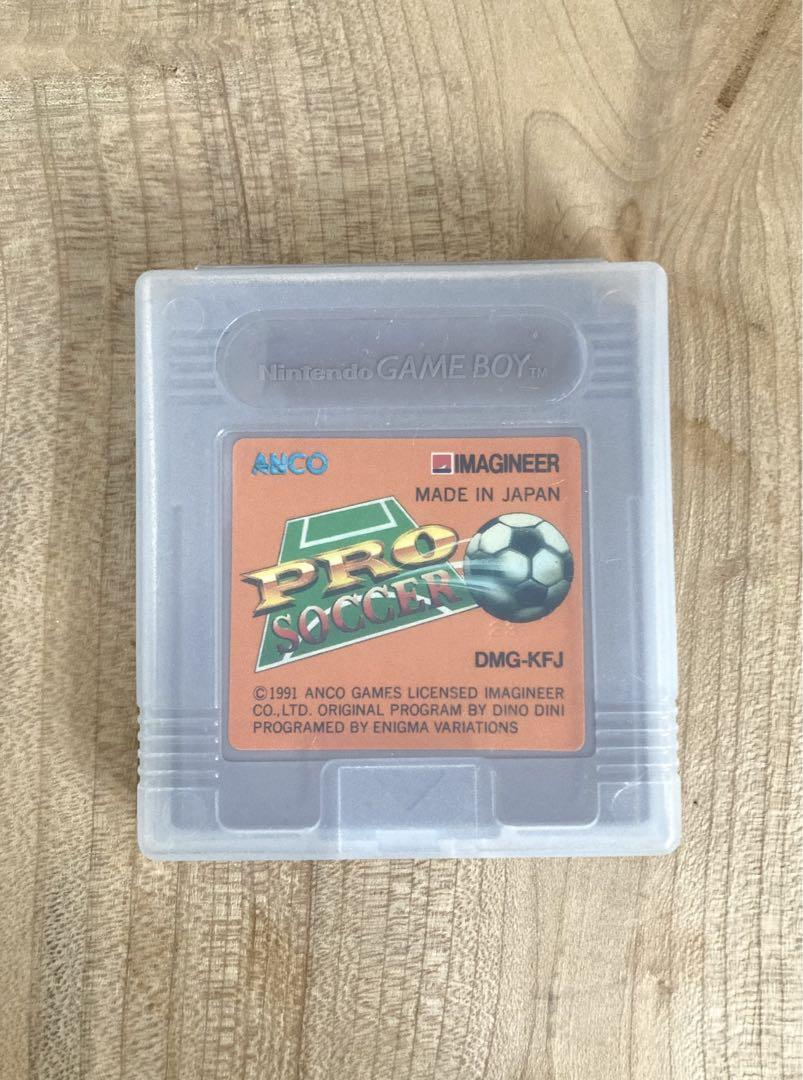 Nintendo GAME BOY TM
ANCO
IMAGINEER
MADE IN JAPAN
PRO
SOCCER
DMG-KFJ
©1991 ANCO GAMES LICENSED IMAGINEER
CO.,LTD. ORIGINAL PROGRAM BY DINO DINI
PROGRAMED BY ENIGMA VARIATIONS